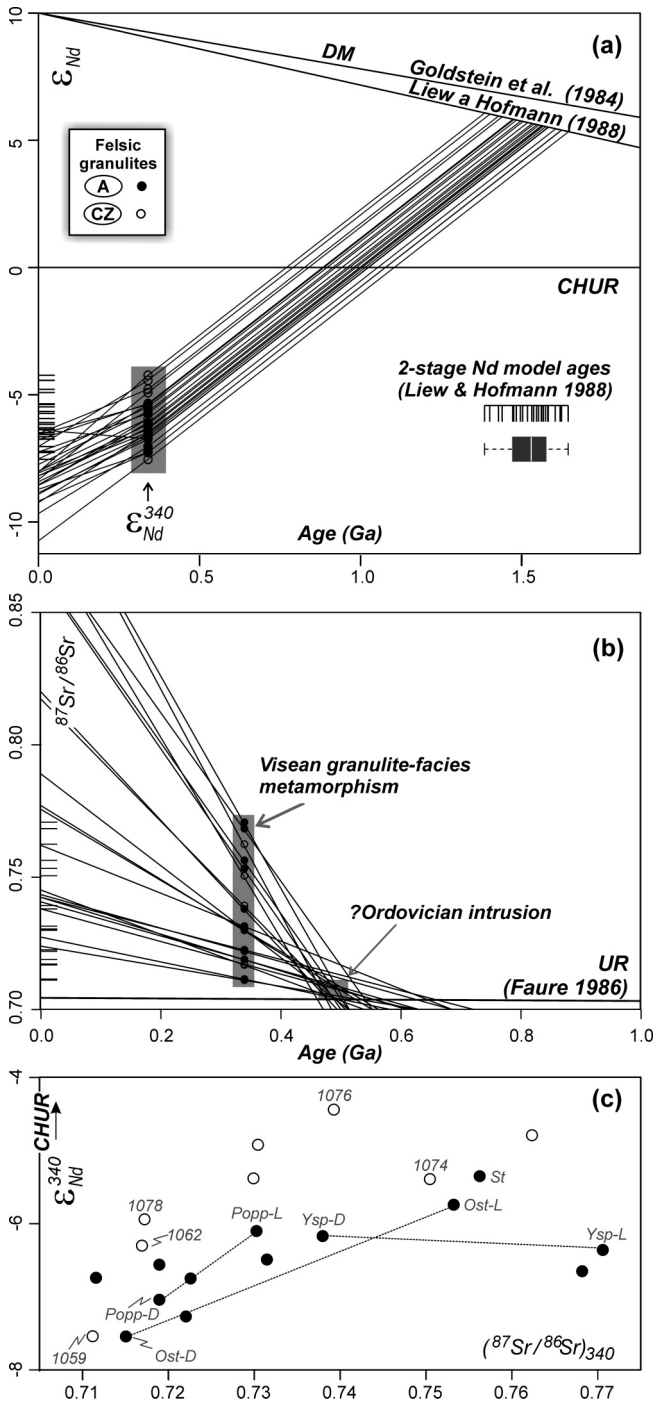 (a)
10
5
0
-5
-10
εNd
DM
Goldstein et al. (1984)
Liew a Hofmann (1988)
Felsic
granulites
A
CZ
CHUR
2-stage Nd model ages
(Liew & Hofmann 1988)
ε340Nd
Age (Ga)
0.0 0.5 1.0 1.5
(b)
0.85
0.80
0.75
0.70
87Sr/86Sr
Visean granulite-facies
metamorphism
?Ordovician intrusion
UR
(Faure 1986)
0.0 0.2 0.4 0.6 0.8 1.0
Age (Ga)
(c)
-4
-6
-8
CHUR
ε340Nd
1076
1074
St
1078
Popp-L
Ysp-D
Ost-L
1062
Ysp-L
Popp-D
1059
Ost-D
(87Sr/86Sr)340
0.71 0.72 0.73 0.74 0.75 0.76 0.77